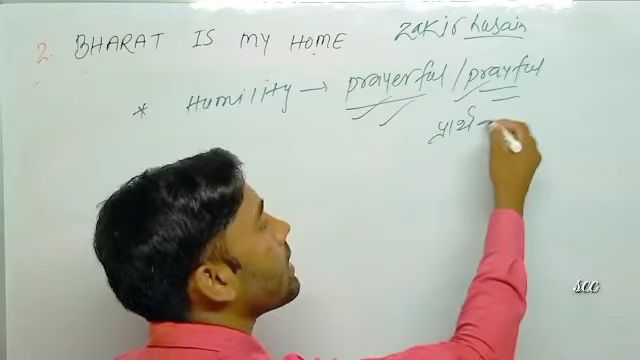 2. BHARAT IS MY HOME Zakir husain
* Humility → prayerful / prayful
प्रार्थ
scc